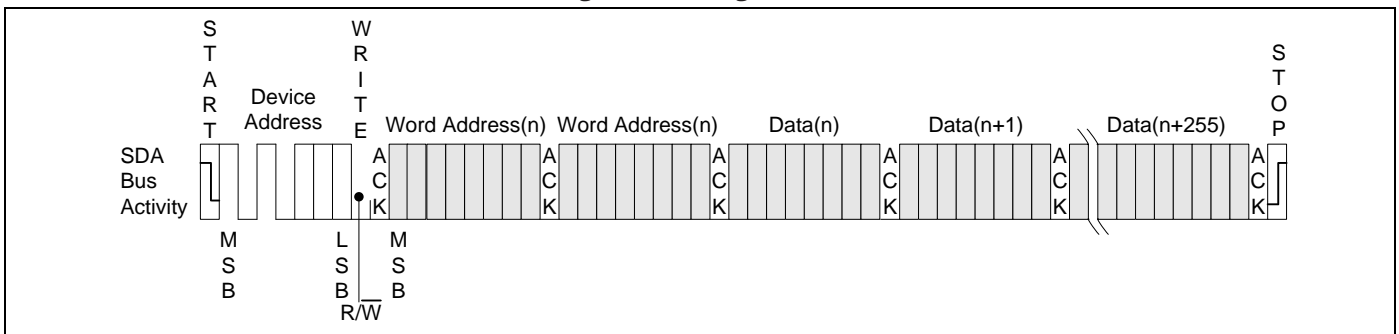 START
WRITE
STOP
Device
Address
Word Address(n) Word Address(n) Data(n) Data(n+1) Data(n+255)
SDA
Bus
Activity
ACK
ACK
ACK
ACK
ACK
ACK
MSB
LSB
MSB
R/W